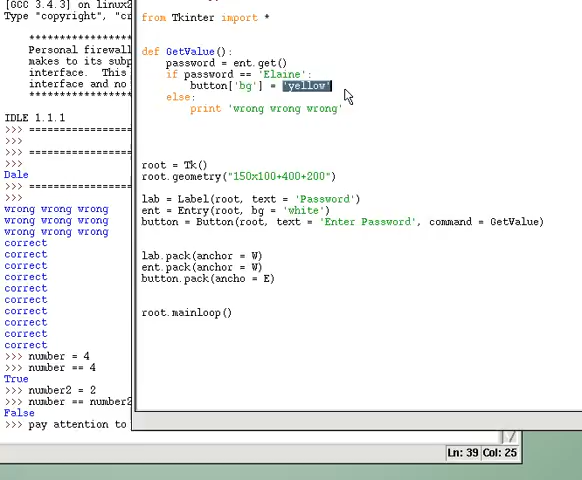 [GCC 3.4.3] on linux2
Type "copyright", "cr
****************
Personal firewall
makes to its subp
interface. This
interface and no
****************
IDLE 1.1.1
>>> ================
>>>
>>> ================
>>>
Dale
>>> ================
>>>
wrong wrong wrong
wrong wrong wrong
wrong wrong wrong
correct
correct
correct
correct
correct
correct
correct
correct
correct
correct
>>> number = 4
>>> number == 4
True
>>> number2 = 2
>>> number == number2
False
>>> pay attention to
from Tkinter import *
def GetValue():
password = ent.get()
if password == 'Elaine':
button['bg'] = 'yellow'
else:
print 'wrong wrong wrong'
root = Tk()
root.geometry("150x100+400+200")
lab = Label(root, text = 'Password')
ent = Entry(root, bg = 'white')
button = Button(root, text = 'Enter Password', command = GetValue)
lab.pack(anchor = W)
ent.pack(anchor = W)
button.pack(ancho = E)
root.mainloop()
Ln: 39 Col: 25